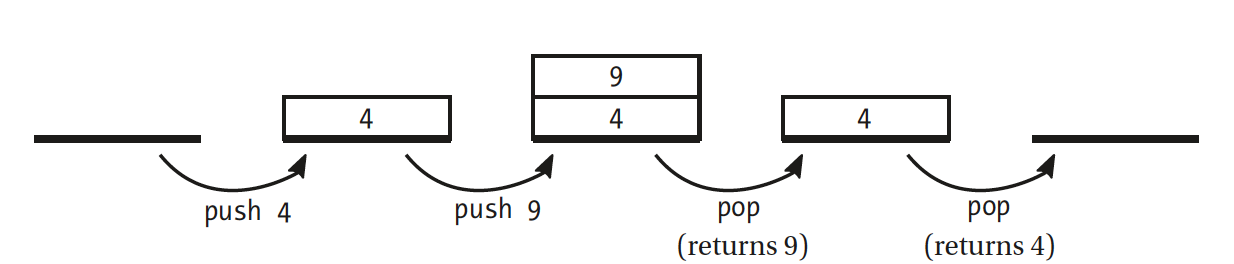 9
4
4
4
push 4
push 9
pop
(returns 9)
pop
(returns 4)